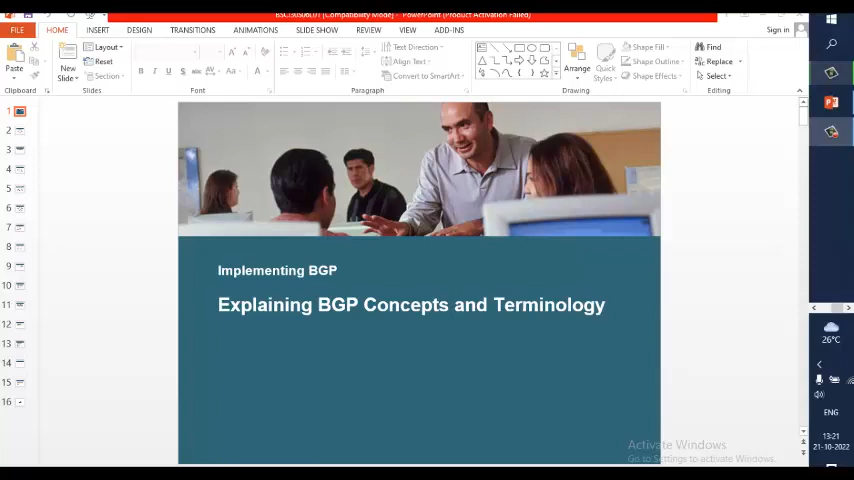 [Compatibility Mode] - PowerPoint (Product Activation Failed)
FILE HOME INSERT DESIGN TRANSITIONS ANIMATIONS SLIDE SHOW REVIEW VIEW ADD-INS Sign in
Paste
New Slide
Layout
Reset
Section
B I U S abc AV Aa A
Text Direction
Align Text
Convert to SmartArt
Arrange
Quick Styles
Shape Fill
Shape Outline
Shape Effects
Find
Replace
Select
Clipboard Slides Font Paragraph Drawing Editing
1
2
3
4
5
6
7
8
9
10
11
12
13
14
15
16
Implementing BGP
Explaining BGP Concepts and Terminology
Activate Windows
Go to Settings to activate Windows.
26°C
ENG
13:21
21-10-2022